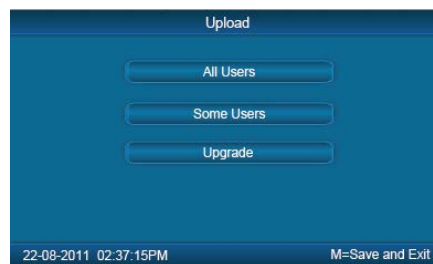 Upload
All Users
Some Users
Upgrade
22-08-2011 02:37:15PM M=Save and Exit